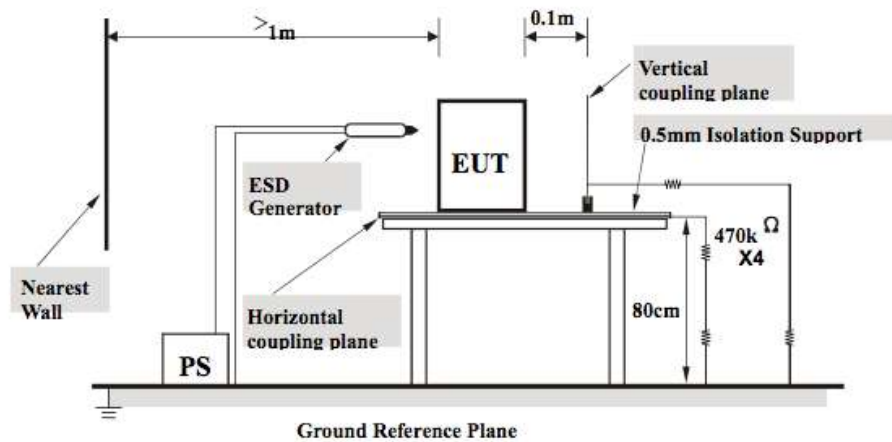 >1m
0.1m
Vertical
coupling plane
0.5mm Isolation Support
EUT
ESD
Generator
470k Ω
X4
Nearest
Wall
Horizontal
coupling plane
80cm
PS
Ground Reference Plane